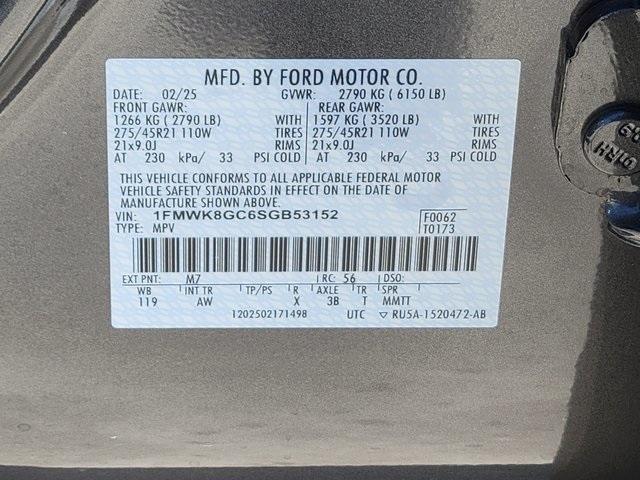 MFD. BY FORD MOTOR CO.
DATE: 02/25 GVWR: 2790 KG ( 6150 LB)
FRONT GAWR: REAR GAWR:
1266 KG ( 2790 LB) WITH 1597 KG ( 3520 LB) WITH
275/45R21 110W TIRES 275/45R21 110W TIRES
21x9.0J RIMS 21x9.0J RIMS
AT 230 kPa/ 33 PSI COLD AT 230 kPa/ 33 PSI COLD
THIS VEHICLE CONFORMS TO ALL APPLICABLE FEDERAL MOTOR
VEHICLE SAFETY STANDARDS IN EFFECT ON THE DATE OF
MANUFACTURE SHOWN ABOVE.
VIN: 1FMWK8GC6SGB53152 F0062
TYPE: MPV T0173
EXT PNT: M7 RC: 56 DSO:
WB INT TR TP/PS R AXLE TR SPR
119 AW X 3B T MMTT
1202502171498 UTC ▽ RU5A-1520472-AB